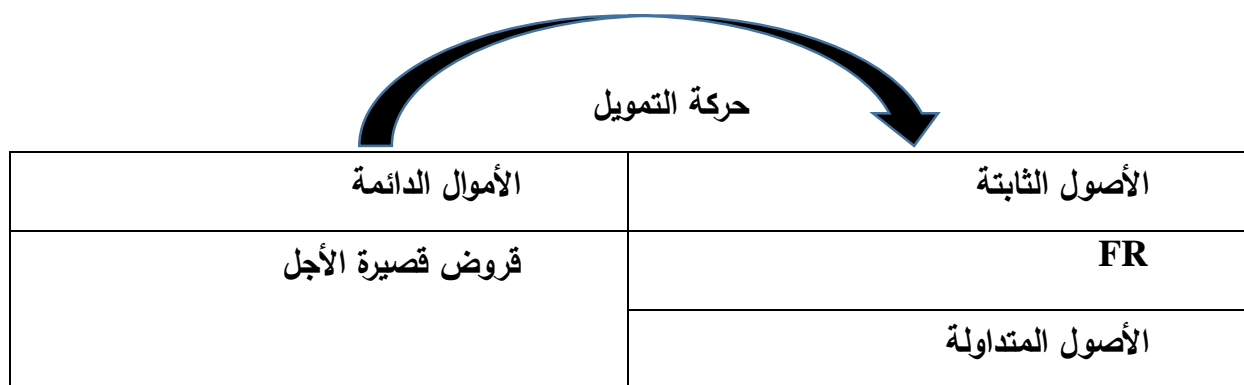 حركة التمويل
الأصول الثابتة
الأموال الدائمة
FR
قروض قصيرة الأجل
الأصول المتداولة